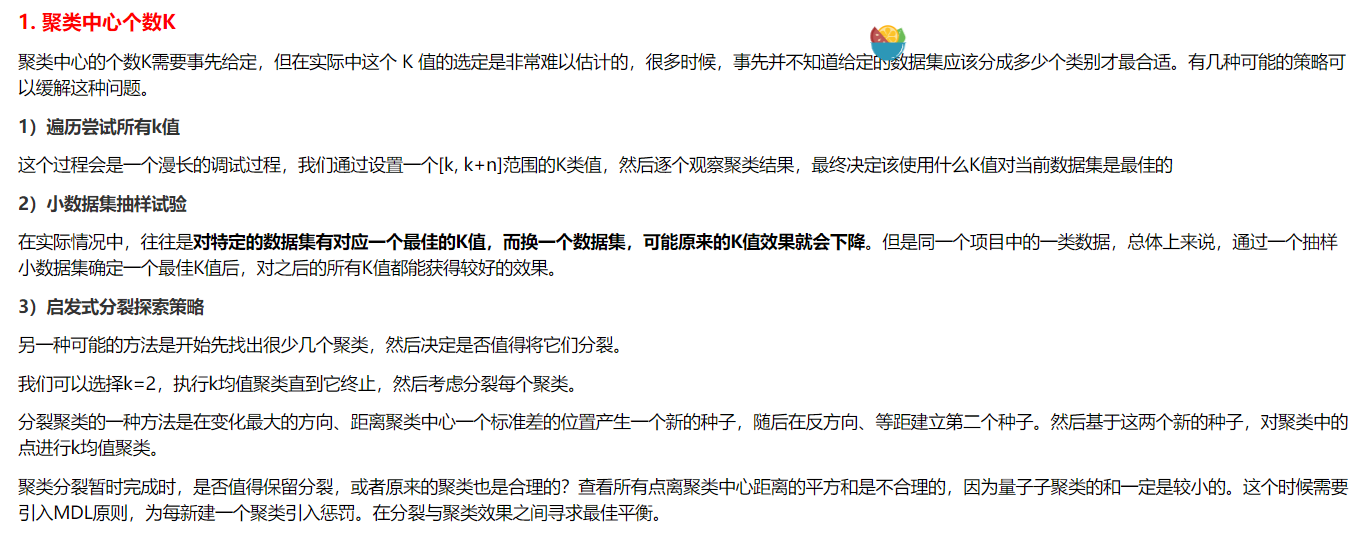 1. 聚类中心个数K
聚类中心的个数K需要事先给定，但在实际中这个 K 值的选定是非常难以估计的，很多时候，事先并不知道给定的数据集应该分成多少个类别才最合适。有几种可能的策略可
以缓解这种问题。
1）遍历尝试所有k值
这个过程会是一个漫长的调试过程，我们通过设置一个[k, k+n]范围的K类值，然后逐个观察聚类结果，最终决定该使用什么K值对当前数据集是最佳的
2）小数据集抽样试验
在实际情况中，往往是对特定的数据集有对应一个最佳的K值，而换一个数据集，可能原来的K值效果就会下降。但是同一个项目中的一类数据，总体上来说，通过一个抽样
小数据集确定一个最佳K值后，对之后的所有K值都能获得较好的效果。
3）启发式分裂探索策略
另一种可能的方法是开始先找出很少几个聚类，然后决定是否值得将它们分裂。
我们可以选择k=2，执行k均值聚类直到它终止，然后考虑分裂每个聚类。
分裂聚类的一种方法是在变化最大的方向、距离聚类中心一个标准差的位置产生一个新的种子，随后在反方向、等距建立第二个种子。然后基于这两个新的种子，对聚类中的
点进行k均值聚类。
聚类分裂暂时完成时，是否值得保留分裂，或者原来的聚类也是合理的？查看所有点离聚类中心距离的平方和是不合理的，因为量子子聚类的和一定是较小的。这个时候需要
引入MDL原则，为每新建一个聚类引入惩罚。在分裂与聚类效果之间寻求最佳平衡。